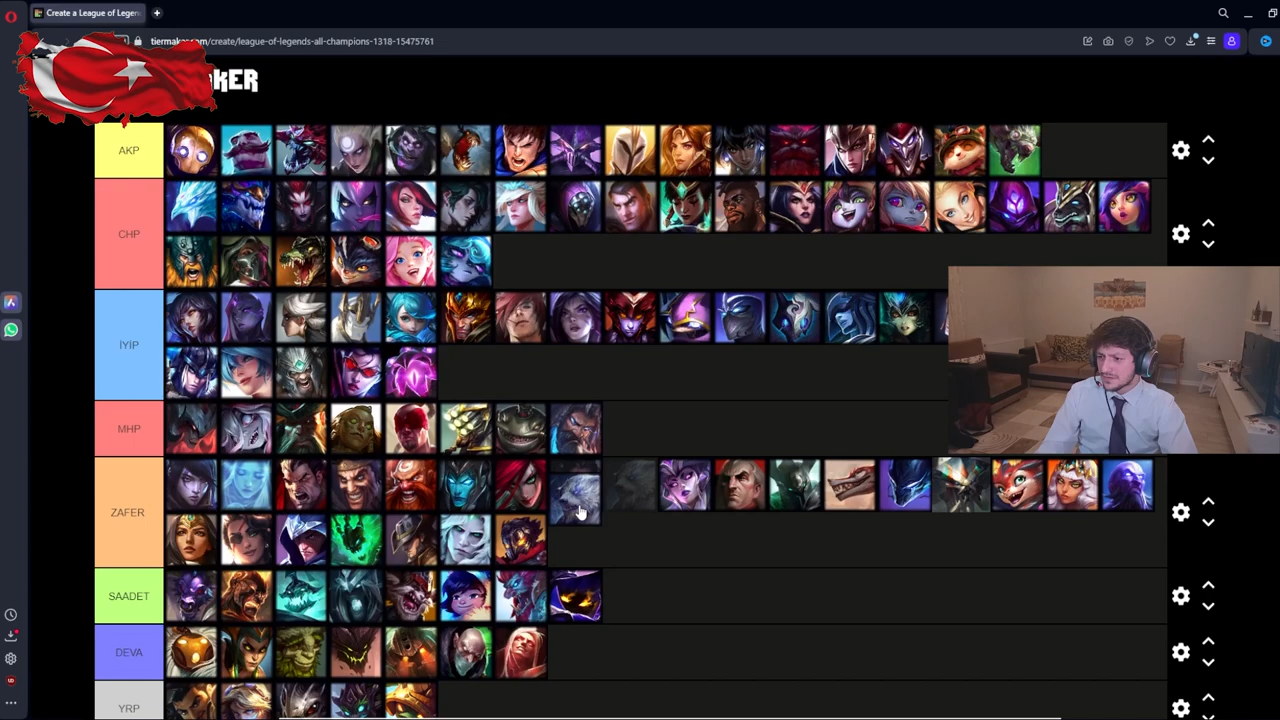 Create a League of Legen
tiermaker.com/create/league-of-legends-all-champions-1318-15475761
AKER
AKP
CHP
İYİP
MHP
ZAFER
SAADET
DEVA
YRP